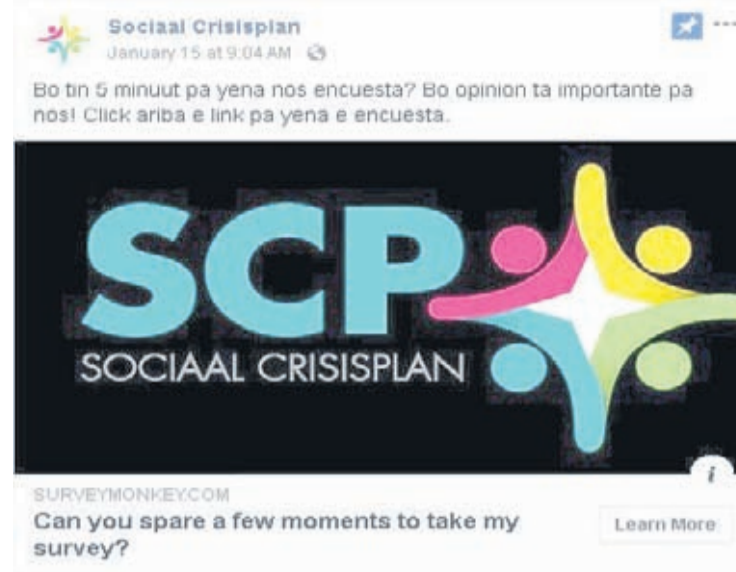 Sociaal Crisisplan
January 15 at 9:04 AM
Bo tin 5 minuut pa yena nos encuesta? Bo opinion ta importante pa
nos! Click ariba e link pa yena e encuesta.
SCP
SOCIAAL CRISISPLAN
i
SURVEYMONKEY.COM
Can you spare a few moments to take my
survey?
Learn More